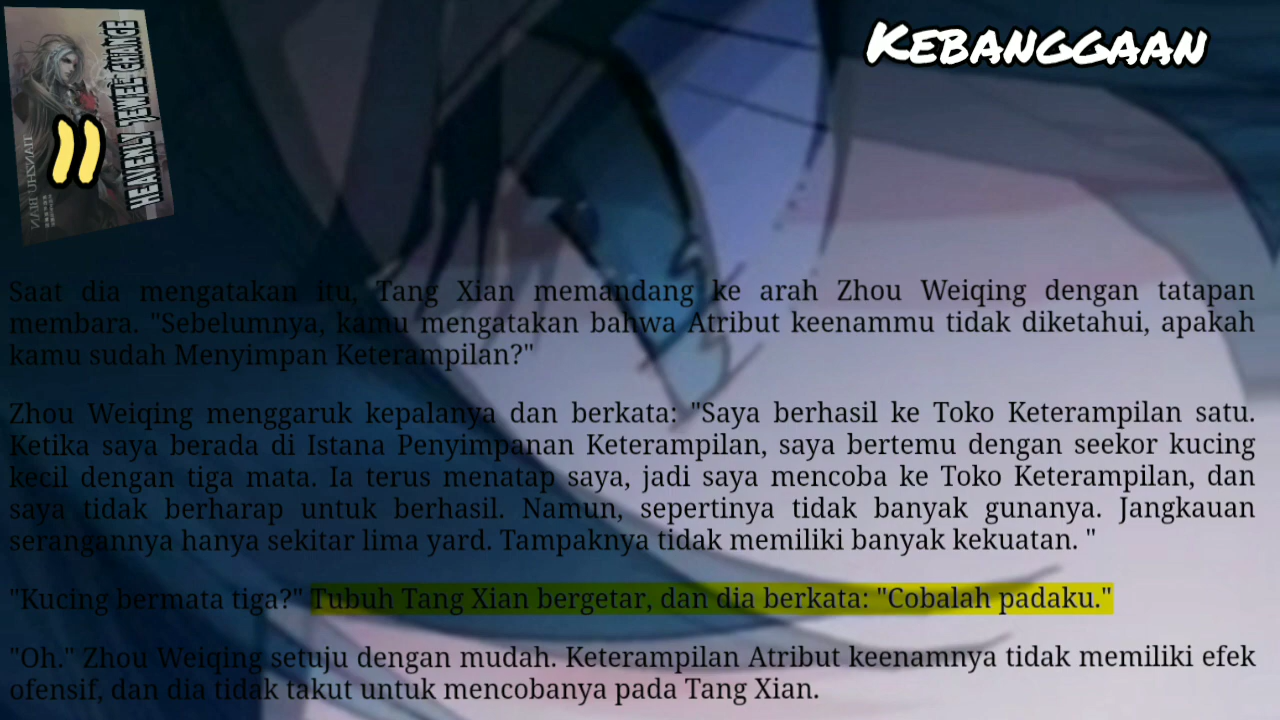 KEBANGGAAN
HEAVENLY JEWEL CHANGE
11
TIANZHU BIAN
Saat dia mengatakan itu, Tang Xian memandang ke arah Zhou Weiqing dengan tatapan
membara. "Sebelumnya, kamu mengatakan bahwa Atribut keenammu tidak diketahui, apakah
kamu sudah Menyimpan Keterampilan?"
Zhou Weiqing menggaruk kepalanya dan berkata: "Saya berhasil ke Toko Keterampilan satu.
Ketika saya berada di Istana Penyimpanan Keterampilan, saya bertemu dengan seekor kucing
kecil dengan tiga mata. Ia terus menatap saya, jadi saya mencoba ke Toko Keterampilan, dan
saya tidak berharap untuk berhasil. Namun, sepertinya tidak banyak gunanya. Jangkauan
serangannya hanya sekitar lima yard. Tampaknya tidak memiliki banyak kekuatan. "
"Kucing bermata tiga?" Tubuh Tang Xian bergetar, dan dia berkata: "Cobalah padaku."
"Oh." Zhou Weiqing setuju dengan mudah. Keterampilan Atribut keenamnya tidak memiliki efek
ofensif, dan dia tidak takut untuk mencobanya pada Tang Xian.